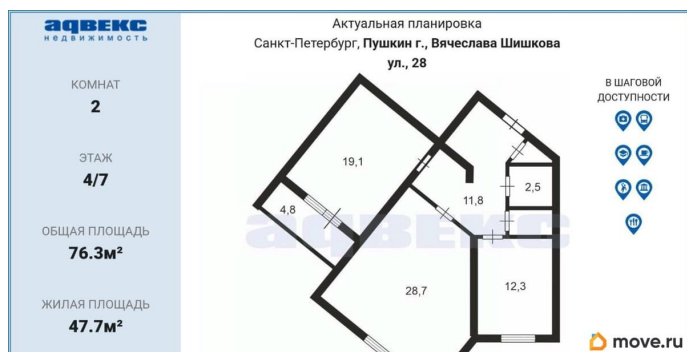 адвекс
НЕДВИЖИМОСТЬ
КОМНАТ
2
ЭТАЖ
4/7
ОБЩАЯ ПЛОЩАДЬ
76.3м²
ЖИЛАЯ ПЛОЩАДЬ
47.7м²
Актуальная планировка
Санкт-Петербург, Пушкин г., Вячеслава Шишкова
ул., 28
19,1
4,8
11,8
2,5
28,7
12,3
адвекс
В ШАГОВОЙ
ДОСТУПНОСТИ
move.ru